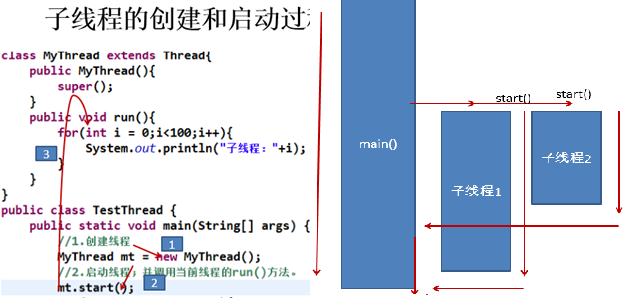 子线程的创建和启动过
class MyThread extends Thread{
public MyThread(){
super();
}
public void run(){
for(int i = 0;i<100;i++){
System.out.println("子线程："+i);
}
3
}
}
public class TestThread {
public static void main(String[] args) {
//1.创建线程
1
MyThread mt = new MyThread();
//2.启动线程；并调用当前线程的run()方法。
mt.start();
2
main()
start()
start()
子线程1
子线程2